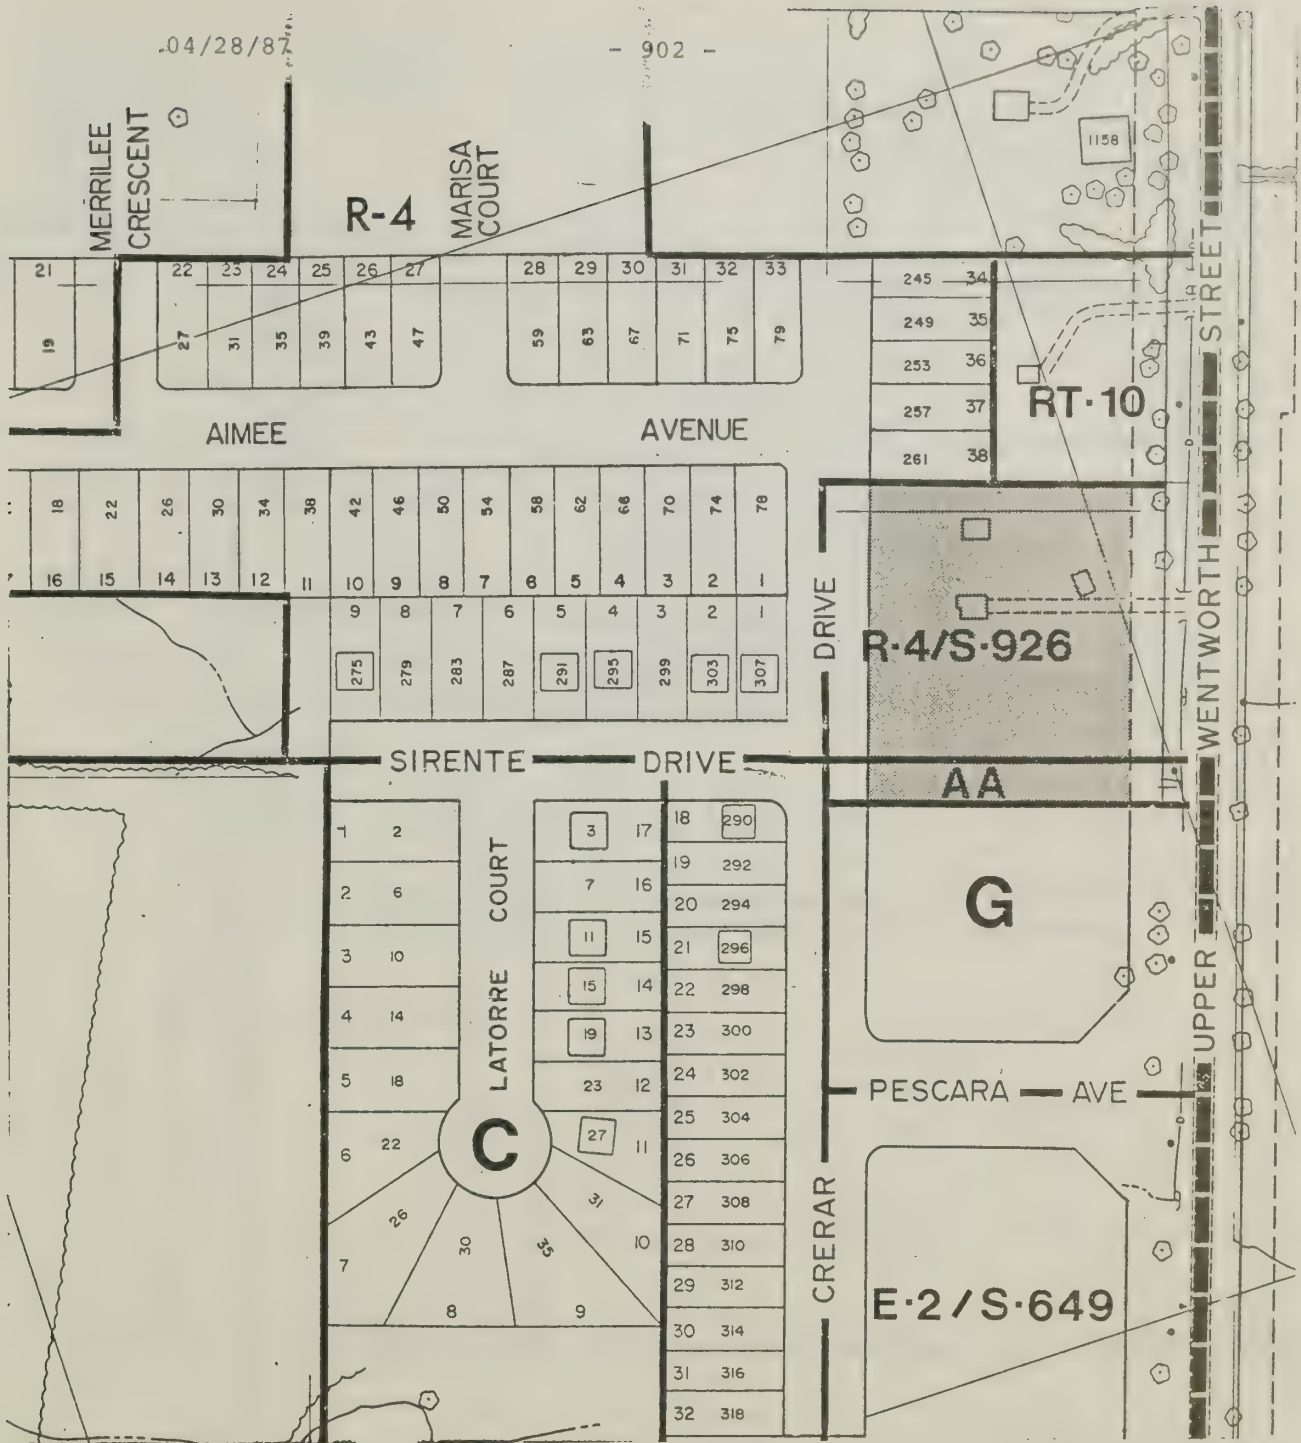 04/28/87
- 902 -
MERRILEE
CRESCENT
R-4
MARISA
COURT
1158
21
22 23 24 25 26 27
28 29 30 31 32 33
19
27 31 35 39 43 47
59 63 67 71 75 79
245 34
249 35
253 36
257 37
261 38
RT·10
AIMEE AVENUE
18 22 26 30 34 38 42 46 50 54 58 62 66 70 74 78
16 15 14 13 12 11 10 9 8 7 6 5 4 3 2 1
9 8 7 6 5 4 3 2 1
275 279 283 287 291 295 299 303 307
R·4/S·926
SIRENTE DRIVE
AA
G
1 2
2 6
3 10
4 14
5 18
6 22
7 26
8 30
9 35
10 31
LATORRE COURT
C
3 17
7 16
11 15
15 14
19 13
23 12
27 11
18 290
19 292
20 294
21 296
22 298
23 300
24 302
25 304
26 306
27 308
28 310
29 312
30 314
31 316
32 318
CRERAR DRIVE
PESCARA AVE
E·2/S·649
UPPER WENTWORTH STREET